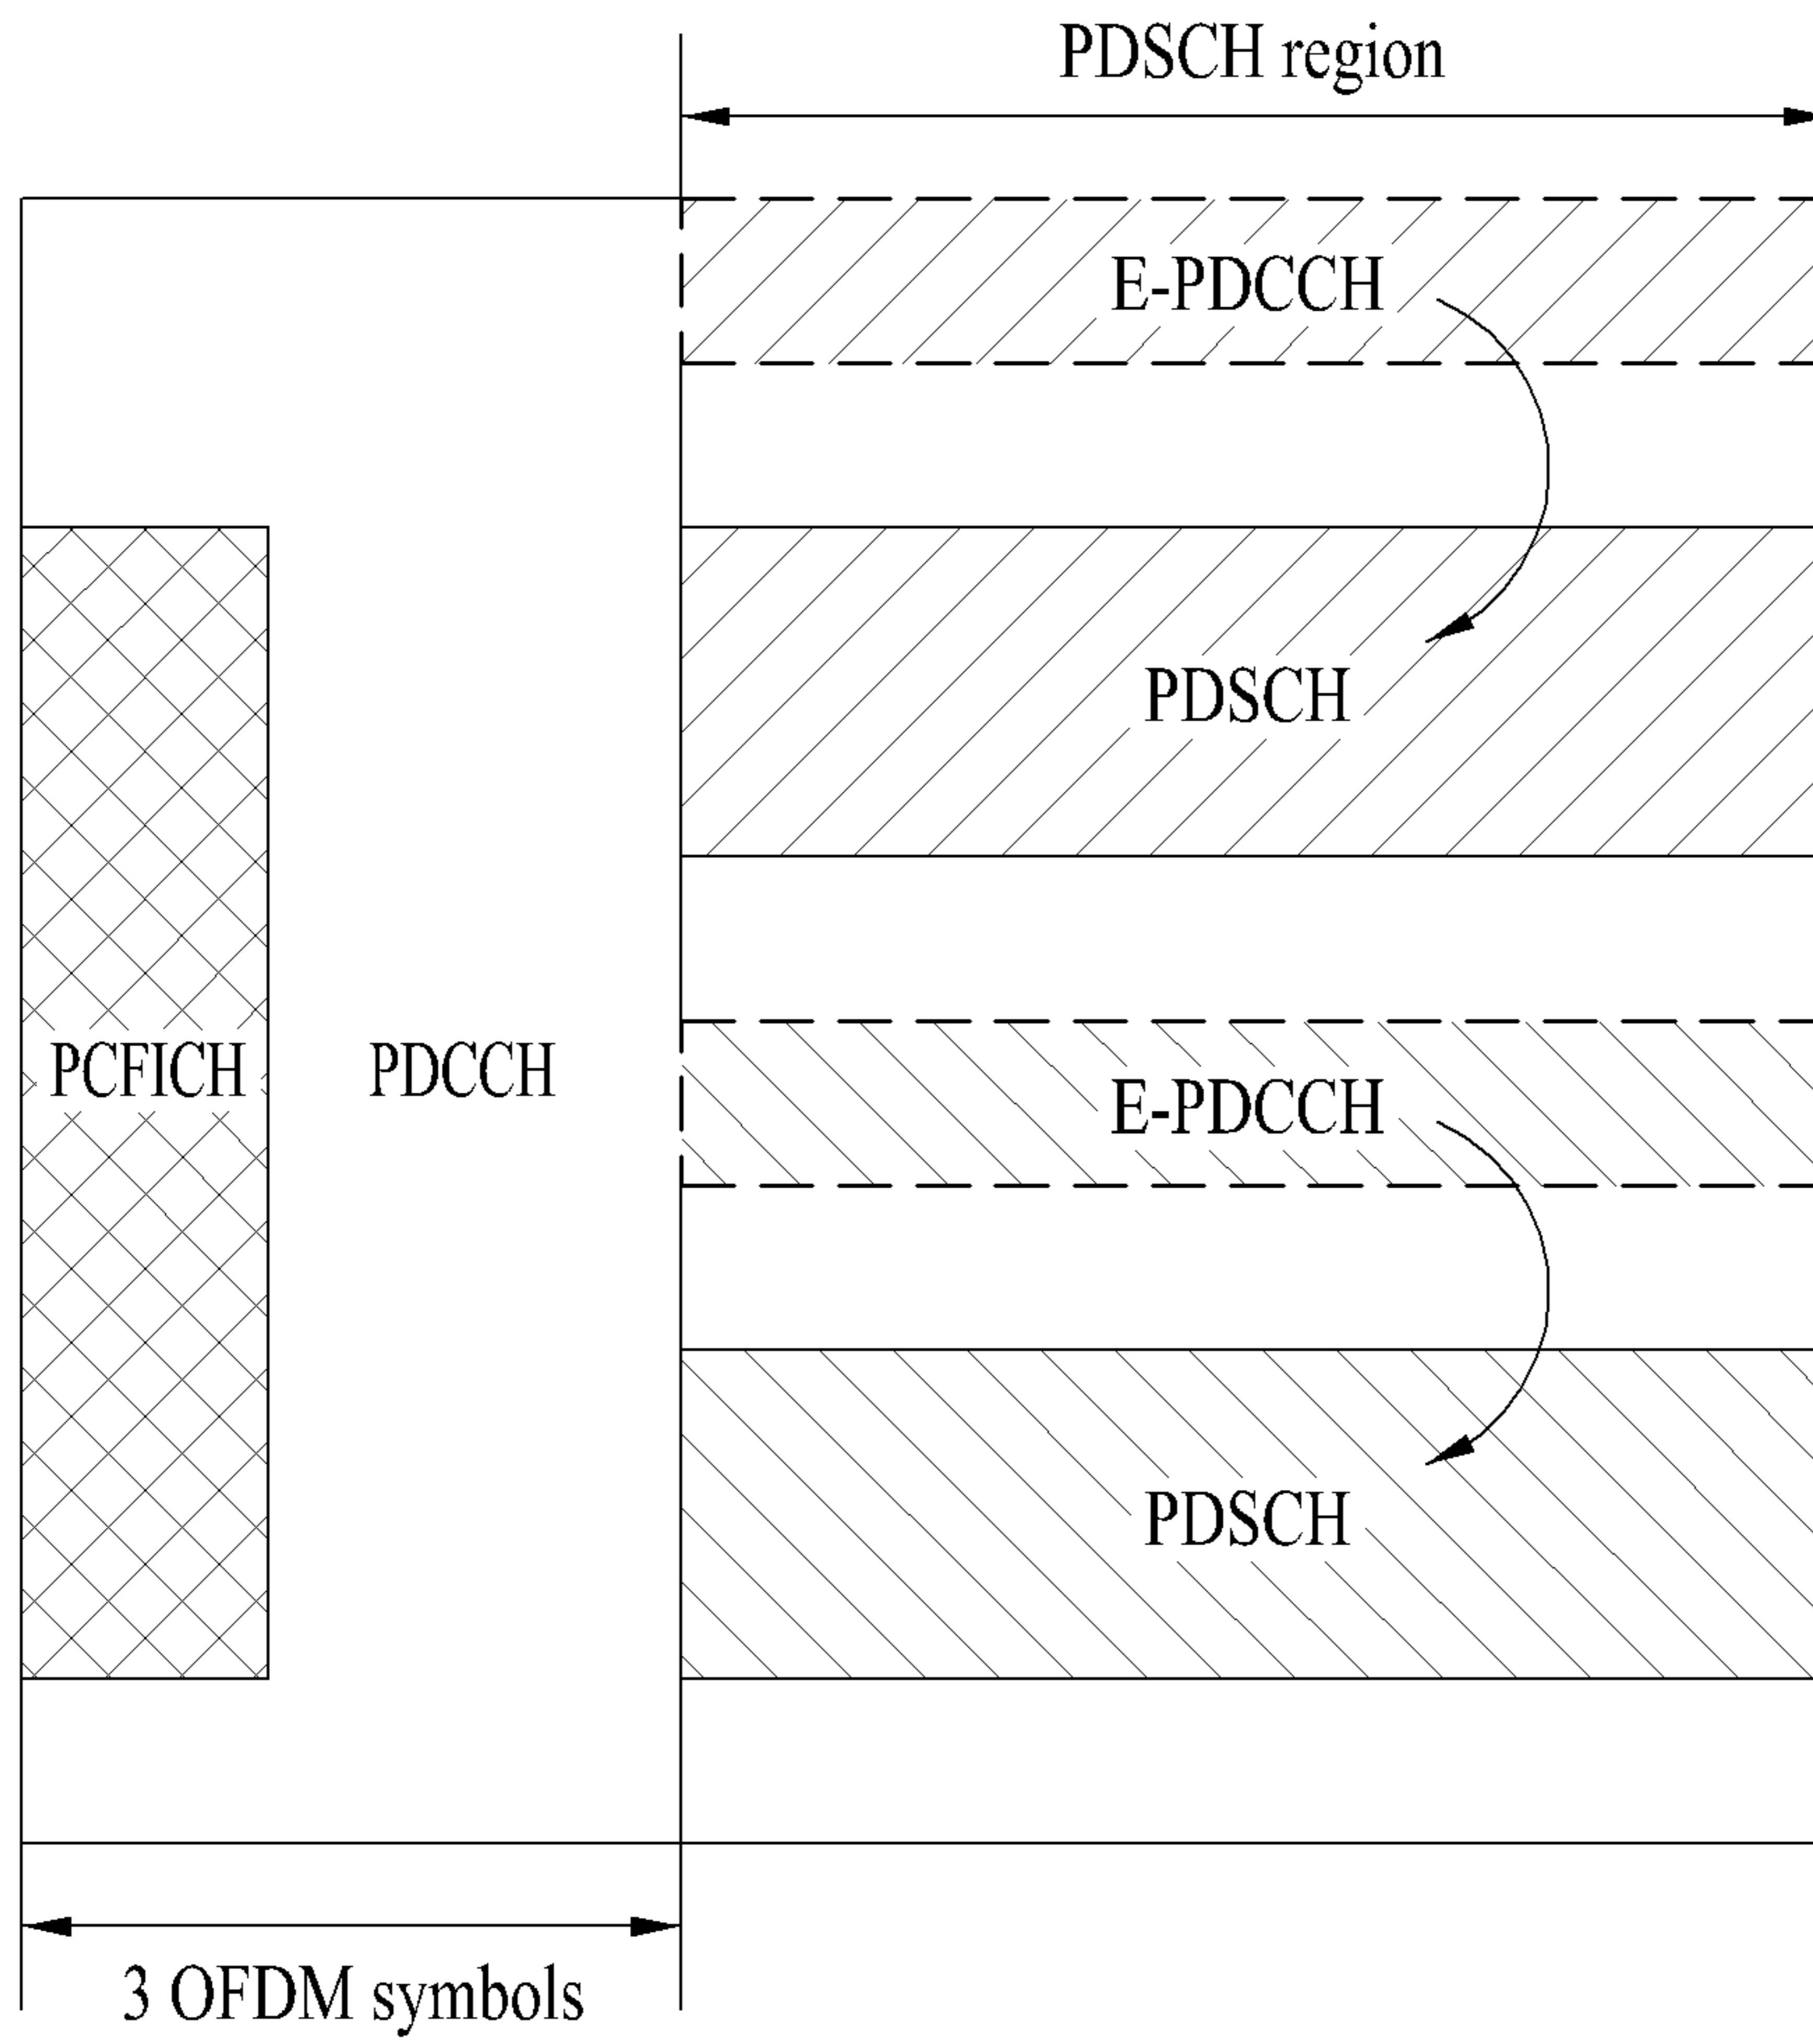 PDSCH region
E-PDCCH
PDSCH
PCFICH
PDCCH
E-PDCCH
PDSCH
3 OFDM symbols